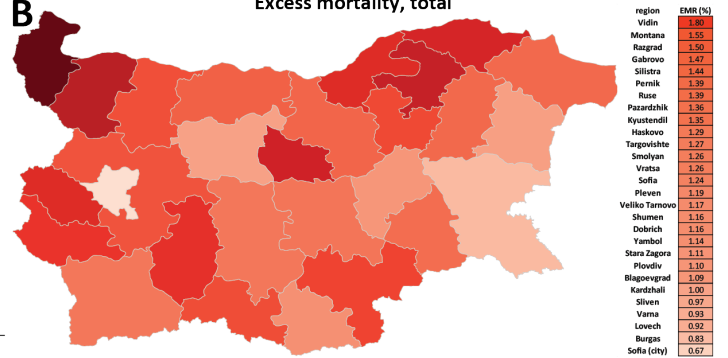 B
Excess mortality, total
region EMR (%)
Vidin 1.80
Montana 1.55
Razgrad 1.50
Gabrovo 1.47
Silistra 1.44
Pernik 1.39
Ruse 1.39
Pazardzhik 1.36
Kyustendil 1.35
Haskovo 1.29
Targovishte 1.27
Smolyan 1.26
Vratsa 1.26
Sofia 1.24
Pleven 1.19
Veliko Tarnovo 1.17
Shumen 1.16
Dobrich 1.16
Yambol 1.14
Stara Zagora 1.11
Plovdiv 1.10
Blagoevgrad 1.09
Kardzhali 1.00
Sliven 0.97
Varna 0.93
Lovech 0.92
Burgas 0.83
Sofia (city) 0.67